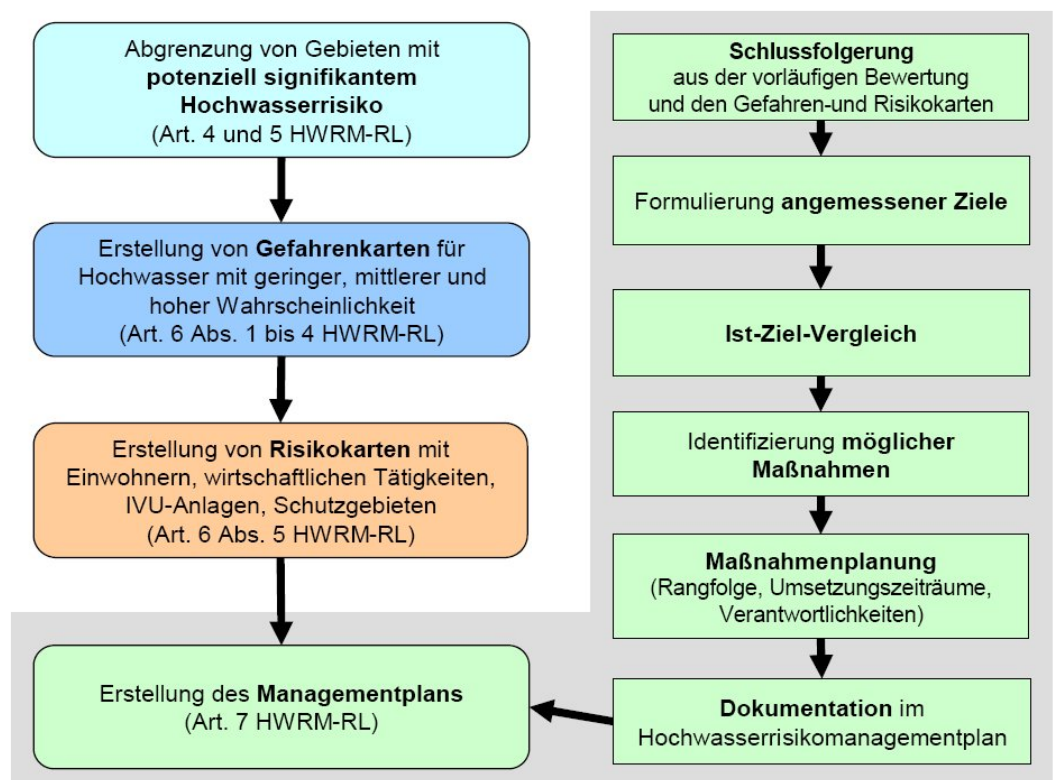 Abgrenzung von Gebieten mit
potenziell signifikantem
Hochwasserrisiko
(Art. 4 und 5 HWRM-RL)
Erstellung von Gefahrenkarten für
Hochwasser mit geringer, mittlerer und
hoher Wahrscheinlichkeit
(Art. 6 Abs. 1 bis 4 HWRM-RL)
Erstellung von Risikokarten mit
Einwohnern, wirtschaftlichen Tätigkeiten,
IVU-Anlagen, Schutzgebieten
(Art. 6 Abs. 5 HWRM-RL)
Erstellung des Managementplans
(Art. 7 HWRM-RL)
Schlussfolgerung
aus der vorläufigen Bewertung
und den Gefahren-und Risikokarten
Formulierung angemessener Ziele
Ist-Ziel-Vergleich
Identifizierung möglicher
Maßnahmen
Maßnahmenplanung
(Rangfolge, Umsetzungszeiträume,
Verantwortlichkeiten)
Dokumentation im
Hochwasserrisikomanagementplan